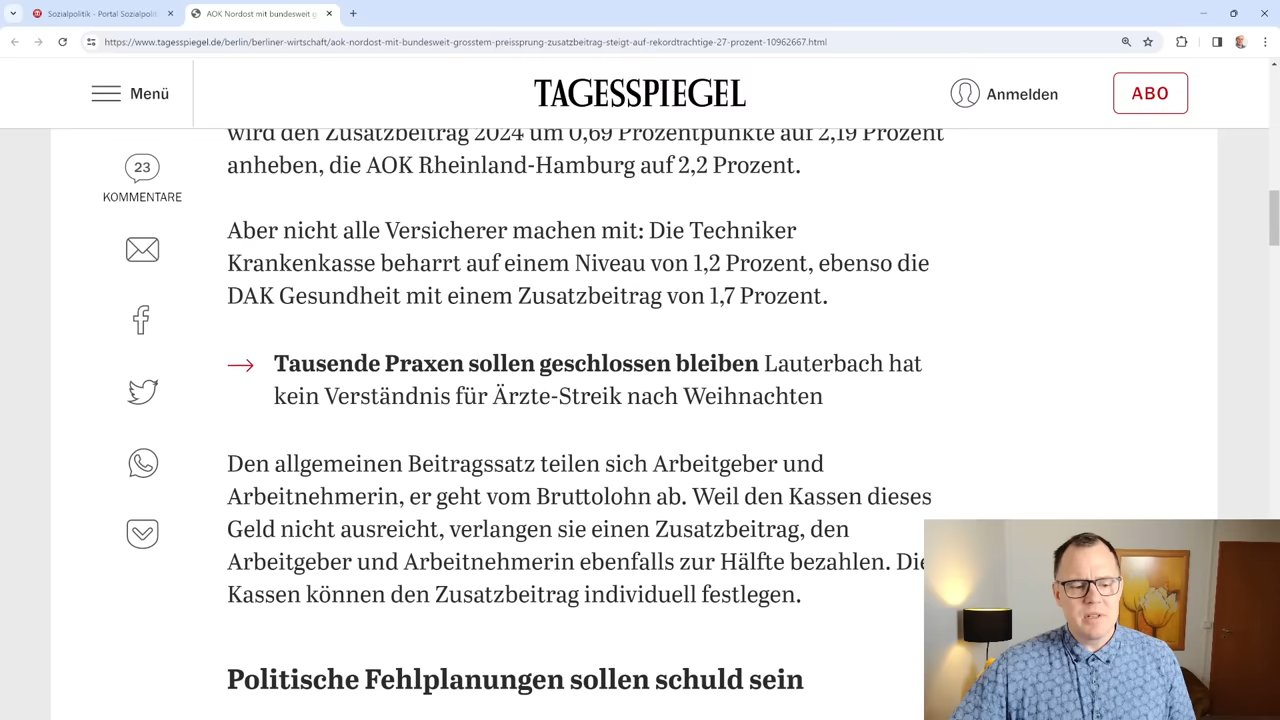 Sozialpolitik - Portal Sozialpoli
AOK Nordost mit bundesweit g
https://www.tagesspiegel.de/berlin/berliner-wirtschaft/aok-nordost-mit-bundesweit-grosstem-preissprung-zusatzbeitrag-steigt-auf-rekordtrachtige-27-prozent-10962667.html
Menü
TAGESSPIEGEL
Anmelden
ABO
wird den Zusatzbeitrag 2024 um 0,69 Prozentpunkte auf 2,19 Prozent
anheben, die AOK Rheinland-Hamburg auf 2,2 Prozent.
23
KOMMENTARE
Aber nicht alle Versicherer machen mit: Die Techniker
Krankenkasse beharrt auf einem Niveau von 1,2 Prozent, ebenso die
DAK Gesundheit mit einem Zusatzbeitrag von 1,7 Prozent.
Tausende Praxen sollen geschlossen bleiben Lauterbach hat
kein Verständnis für Ärzte-Streik nach Weihnachten
Den allgemeinen Beitragssatz teilen sich Arbeitgeber und
Arbeitnehmerin, er geht vom Bruttolohn ab. Weil den Kassen dieses
Geld nicht ausreicht, verlangen sie einen Zusatzbeitrag, den
Arbeitgeber und Arbeitnehmerin ebenfalls zur Hälfte bezahlen. Die
Kassen können den Zusatzbeitrag individuell festlegen.
Politische Fehlplanungen sollen schuld sein